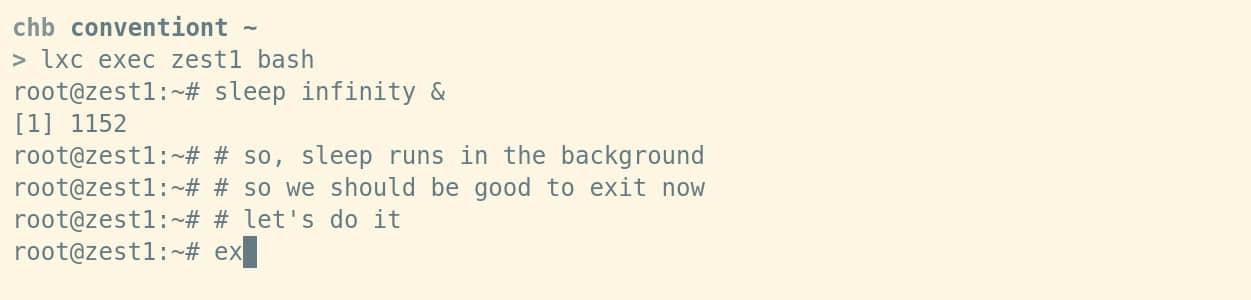 chb conventiont ~
> lxc exec zest1 bash
root@zest1:~# sleep infinity &
[1] 1152
root@zest1:~# # so, sleep runs in the background
root@zest1:~# # so we should be good to exit now
root@zest1:~# # let's do it
root@zest1:~# ex